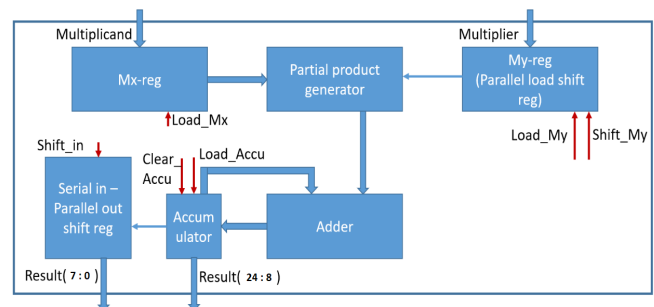 Multiplicand
Multiplier
Mx-reg
Partial product
generator
My-reg
(Parallel load shift
reg)
Load_Mx
Load_My
Shift_My
Shift_in
Clear_
Accu
Load_Accu
Serial in –
Parallel out
shift reg
Accum
ulator
Adder
Result( 7:0 )
Result( 24:8 )